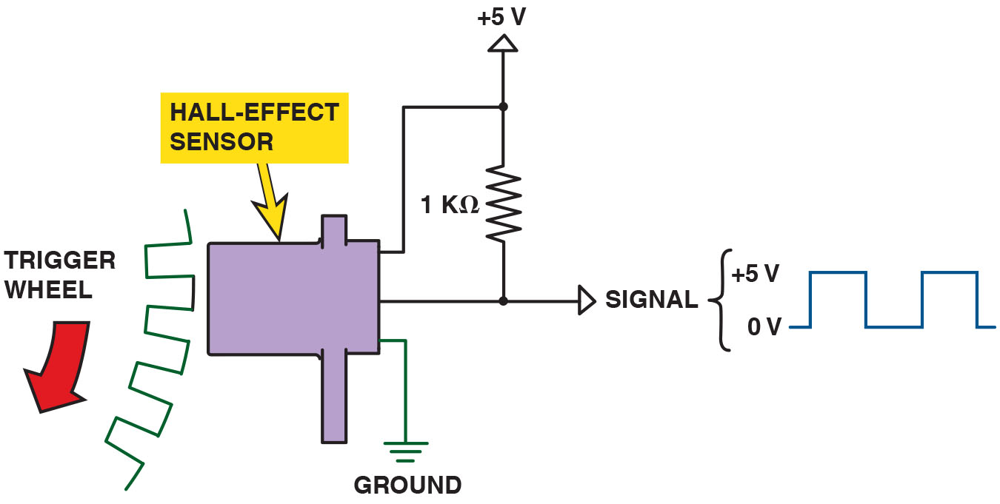 +5 V
HALL-EFFECT
SENSOR
1 KΩ
TRIGGER
WHEEL
SIGNAL
+5 V
0 V
GROUND